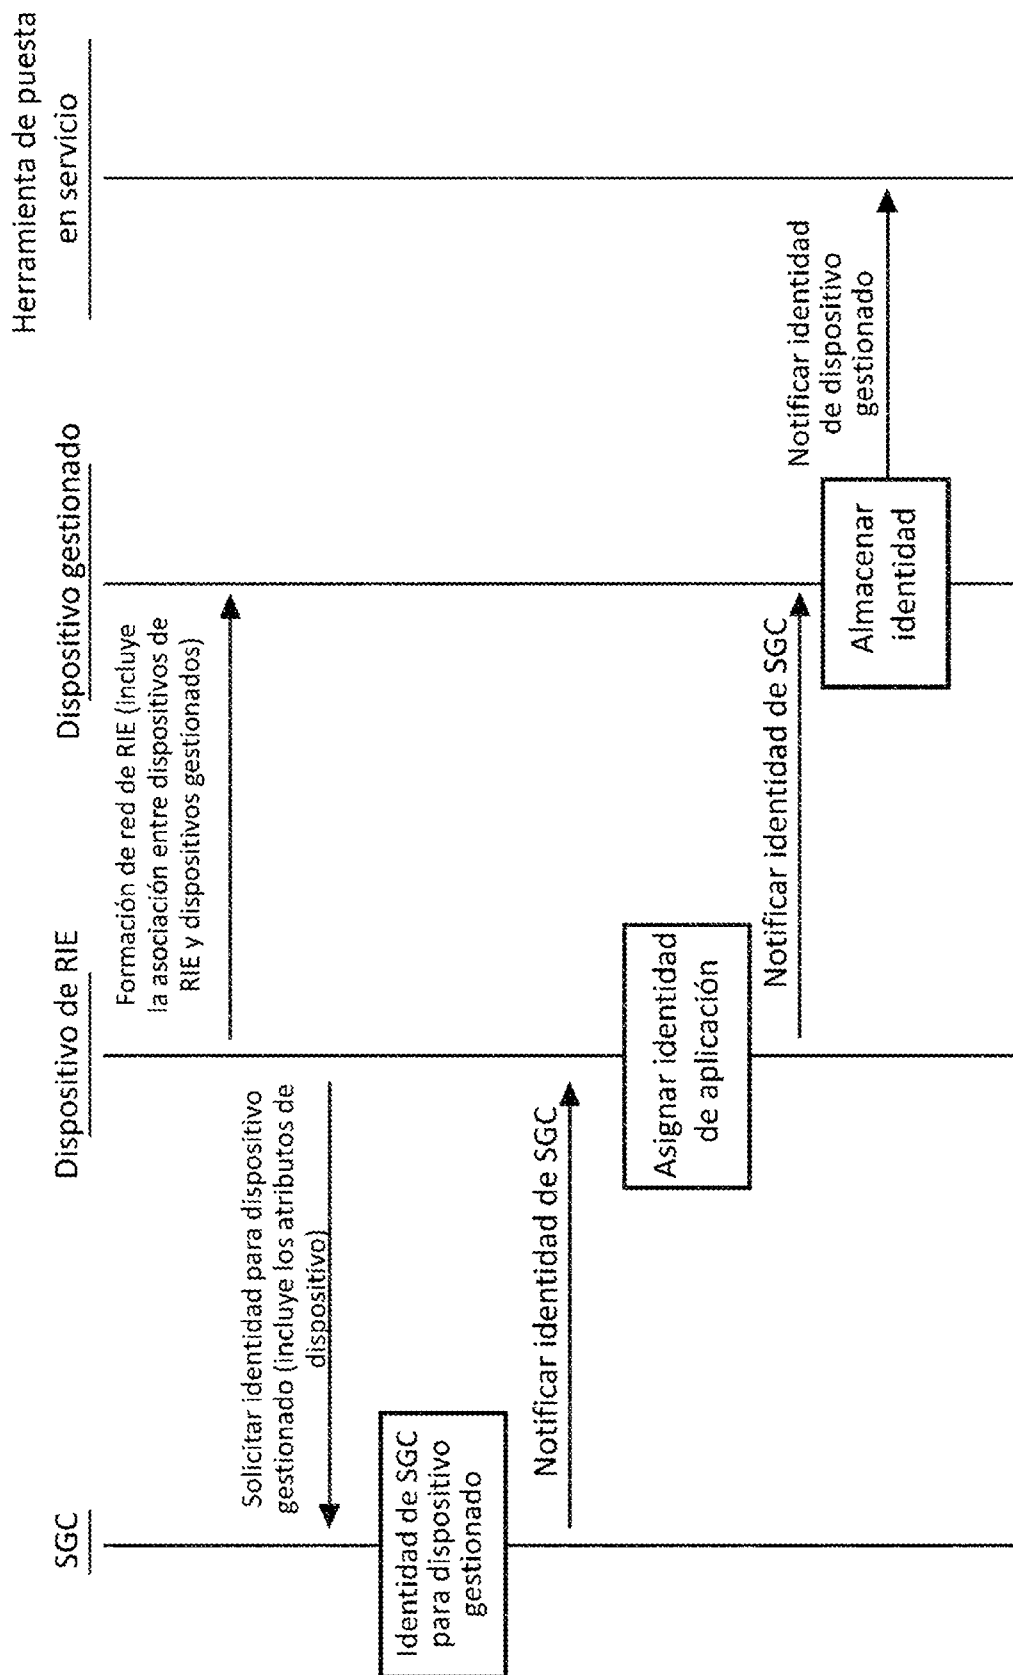 SGC
Dispositivo de RIE
Dispositivo gestionado
Herramienta de puesta
en servicio
Formación de red de RIE (incluye
la asociación entre dispositivos de
RIE y dispositivos gestionados)
Solicitar identidad para dispositivo
gestionado (incluye los atributos de
dispositivo)
Identidad de SGC
para dispositivo
gestionado
Notificar identidad de SGC
Asignar identidad
de aplicación
Notificar identidad de SGC
Almacenar
identidad
Notificar identidad
de dispositivo
gestionado